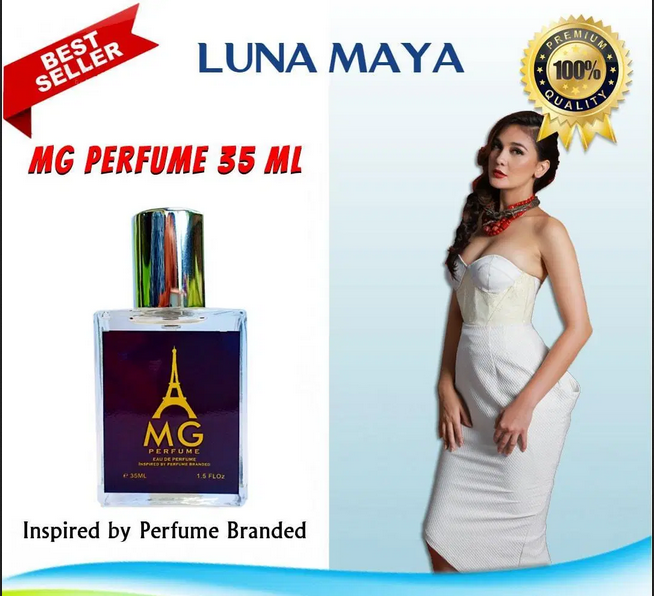 BEST
SELLER
LUNA MAYA
PREMIUM
100%
QUALITY
MG PERFUME 35 ML
MG
PERFUME
EAU DE PERFUME
INSPIRED BY PARFUME BRANDED
e 35ML 1.5 FLOz
Inspired by Perfume Branded